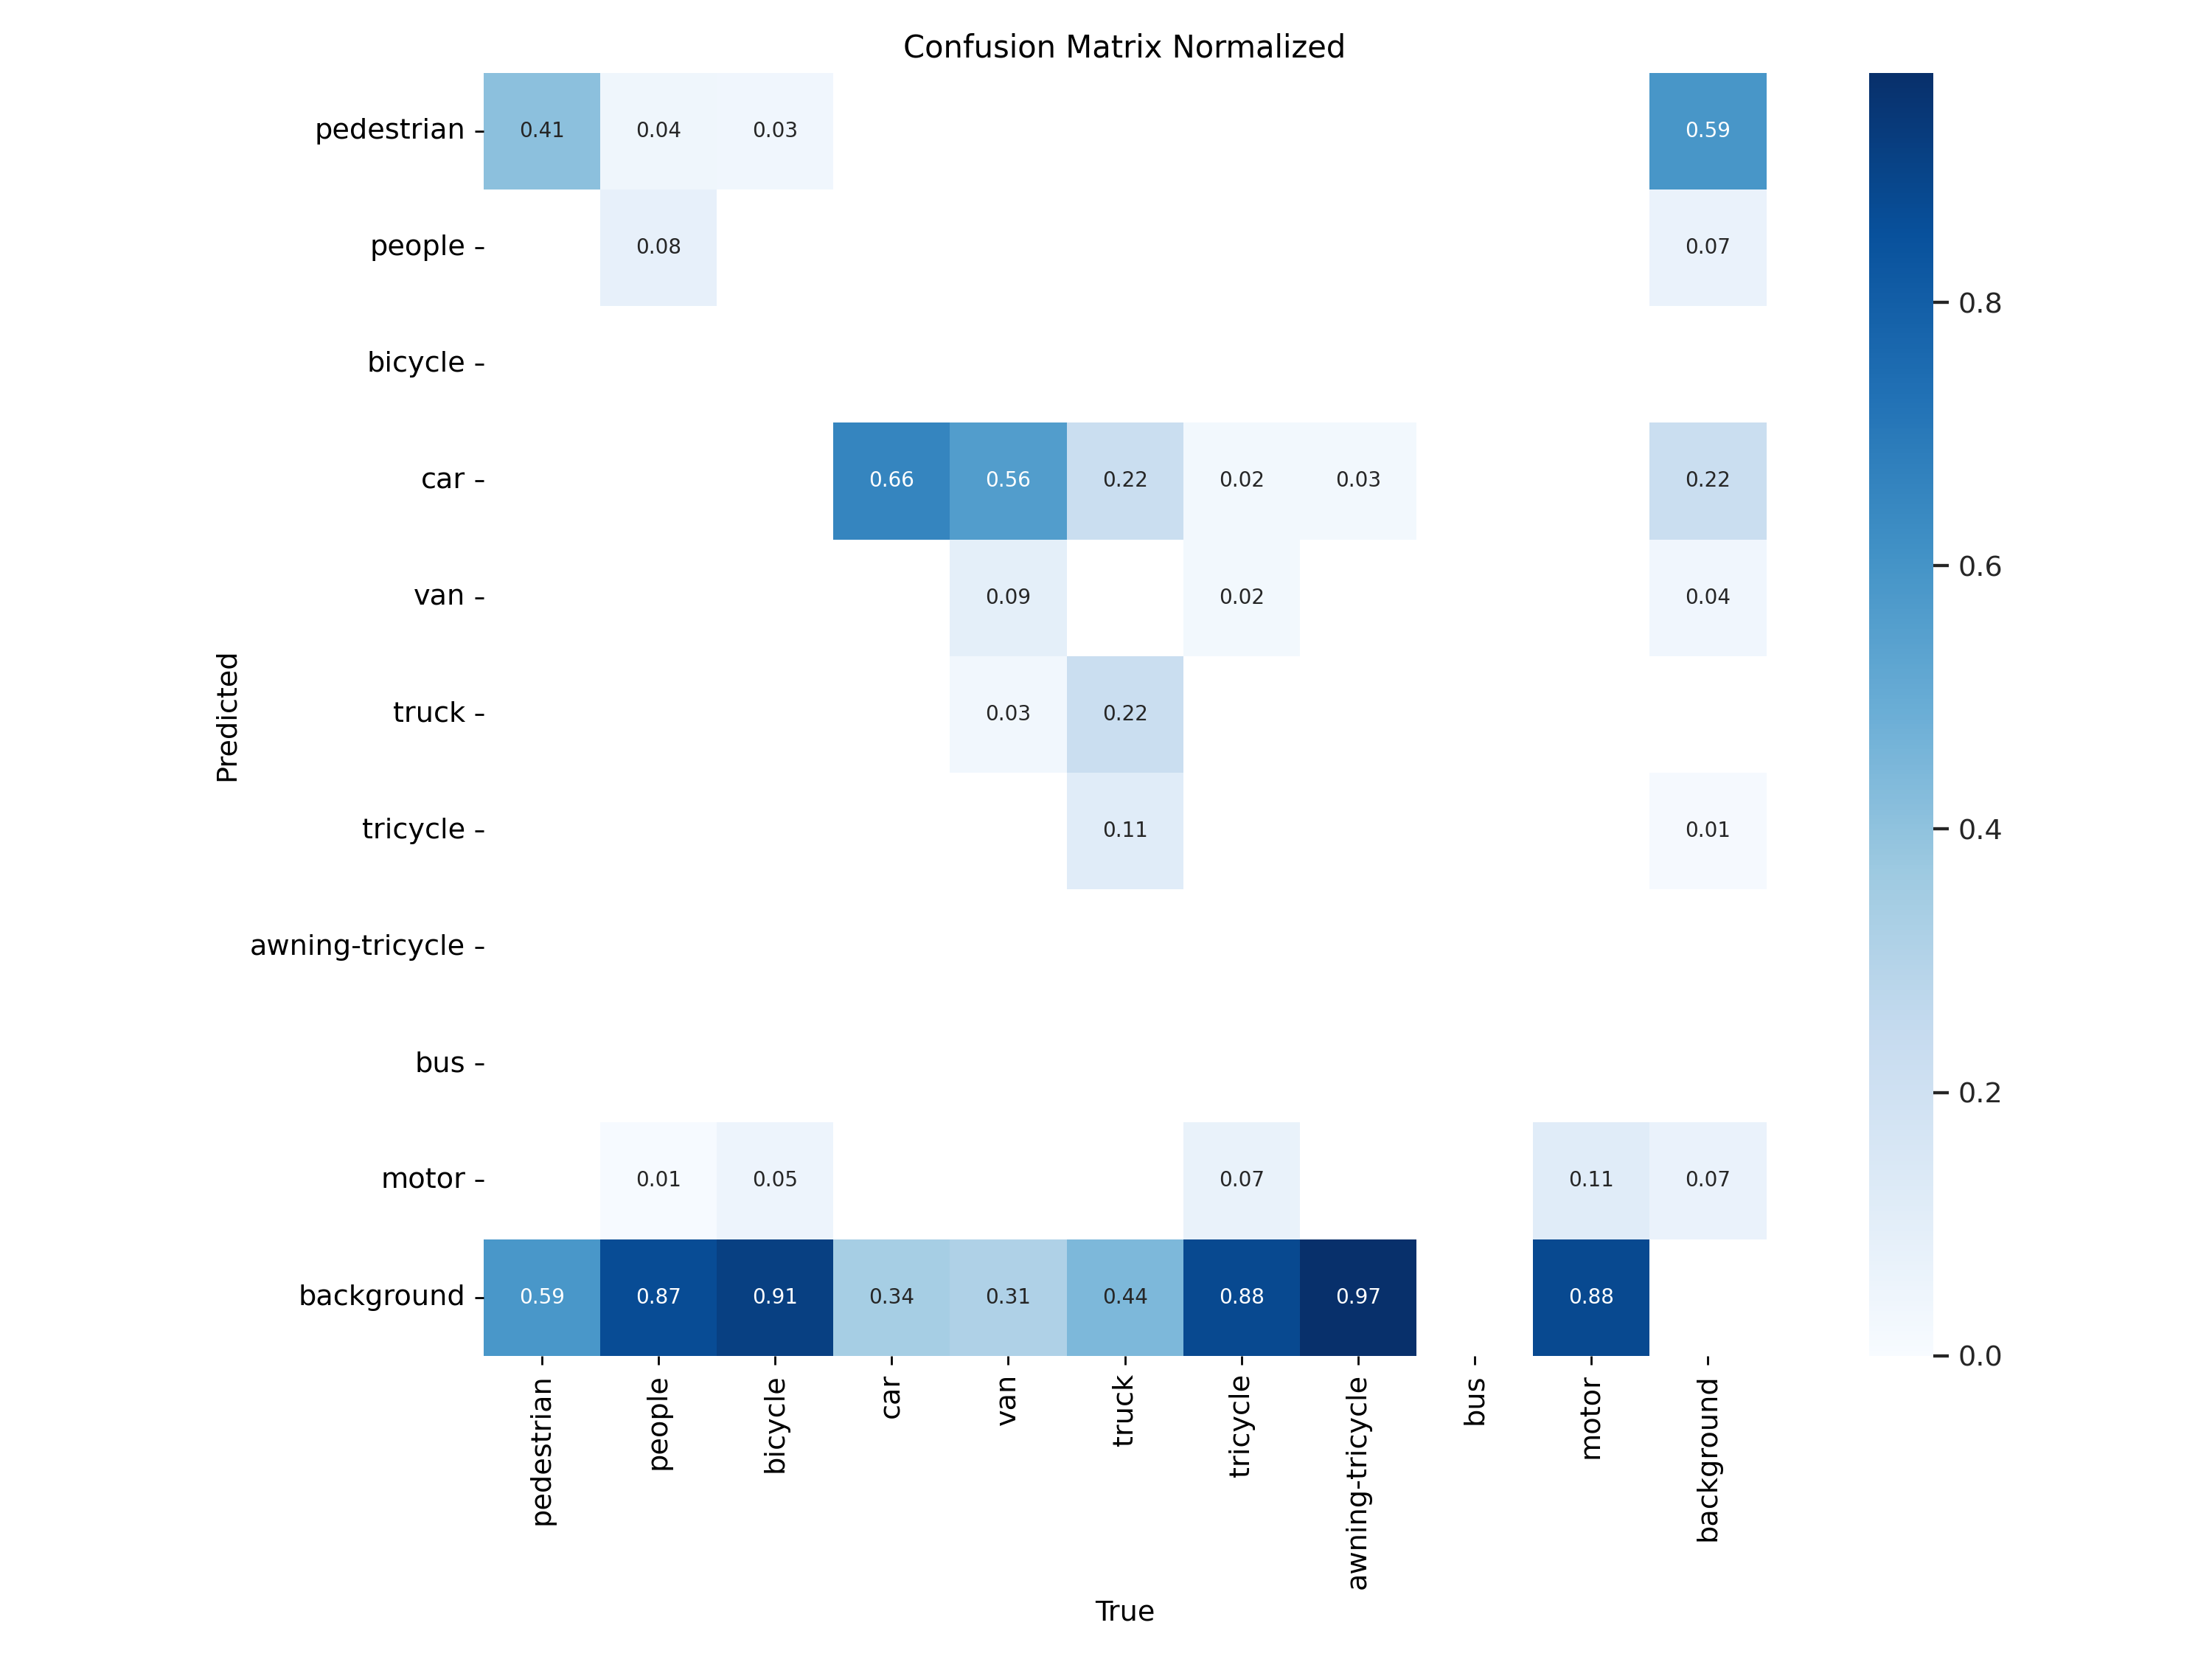 Confusion Matrix Normalized
pedestrian 0.41 0.04 0.03 0.59
people 0.08 0.07
bicycle
car 0.66 0.56 0.22 0.02 0.03 0.22
van 0.09 0.02 0.04
truck 0.03 0.22
tricycle 0.11 0.01
awning-tricycle
bus
motor 0.01 0.05 0.07 0.11 0.07
background 0.59 0.87 0.91 0.34 0.31 0.44 0.88 0.97 0.88
Predicted
pedestrian
people
bicycle
car
van
truck
tricycle
awning-tricycle
bus
motor
background
True
0.8
0.6
0.4
0.2
0.0